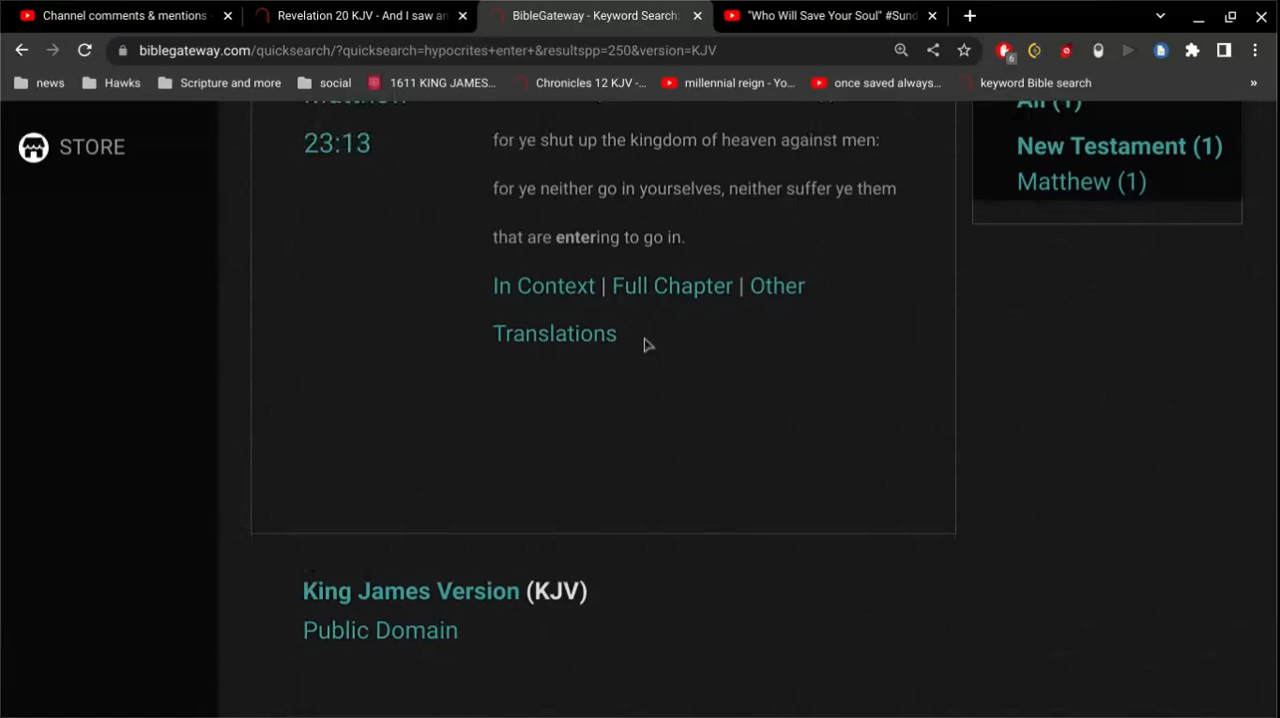 Channel comments & mentions -
Revelation 20 KJV - And I saw an
BibleGateway - Keyword Search:
"Who Will Save Your Soul" #Sund
biblegateway.com/quicksearch/?quicksearch=hypocrites+enter+&resultspp=250&version=KJV
6
news
Hawks
Scripture and more
social
1611 KING JAMES...
Chronicles 12 KJV -...
millennial reign - Yo...
once saved always...
keyword Bible search
»
STORE
23:13
for ye shut up the kingdom of heaven against men:
for ye neither go in yourselves, neither suffer ye them
that are entering to go in.
In Context | Full Chapter | Other
Translations
All (1)
New Testament (1)
Matthew (1)
King James Version (KJV)
Public Domain